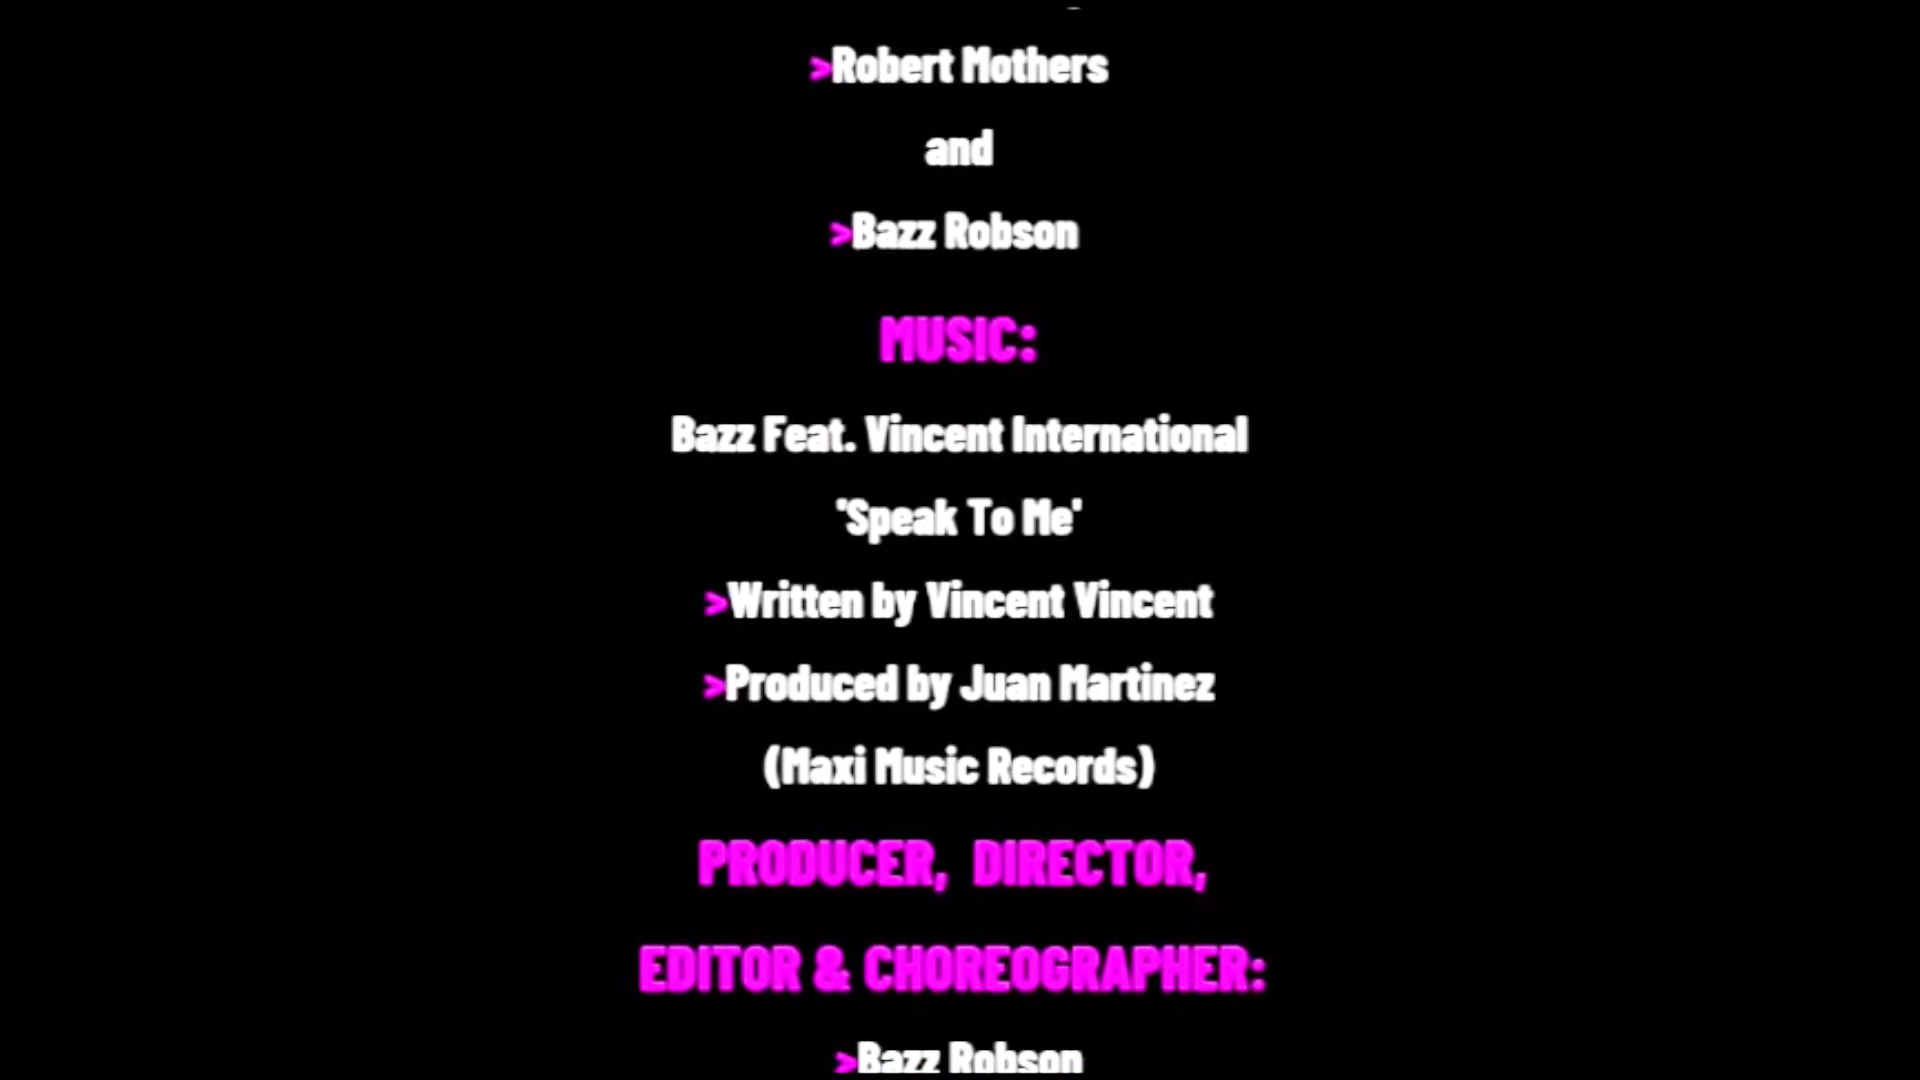 >Robert Mothers
and
>Bazz Robson
MUSIC:
Bazz Feat. Vincent International
'Speak To Me'
>Written by Vincent Vincent
>Produced by Juan Martinez
(Maxi Music Records)
PRODUCER, DIRECTOR,
EDITOR & CHOREOGRAPHER:
>Bazz Robson